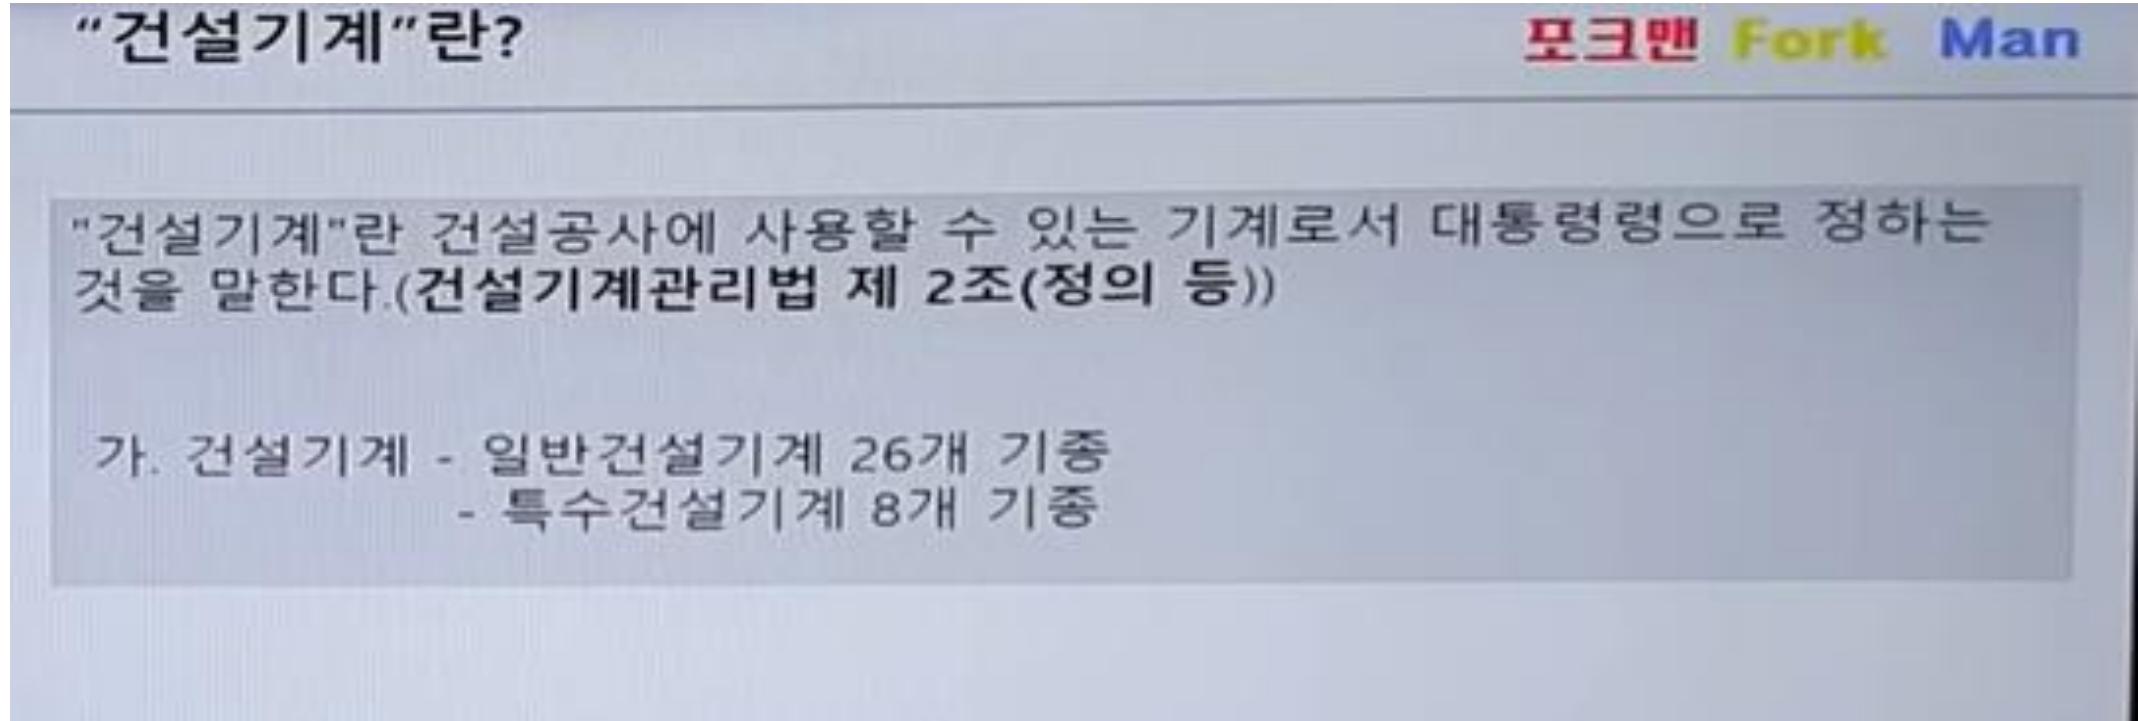 “건설기계”란?
포크맨 Fork Man
"건설기계"란 건설공사에 사용할 수 있는 기계로서 대통령령으로 정하는
것을 말한다.(건설기계관리법 제 2조(정의 등))
가. 건설기계 - 일반건설기계 26개 기종
- 특수건설기계 8개 기종